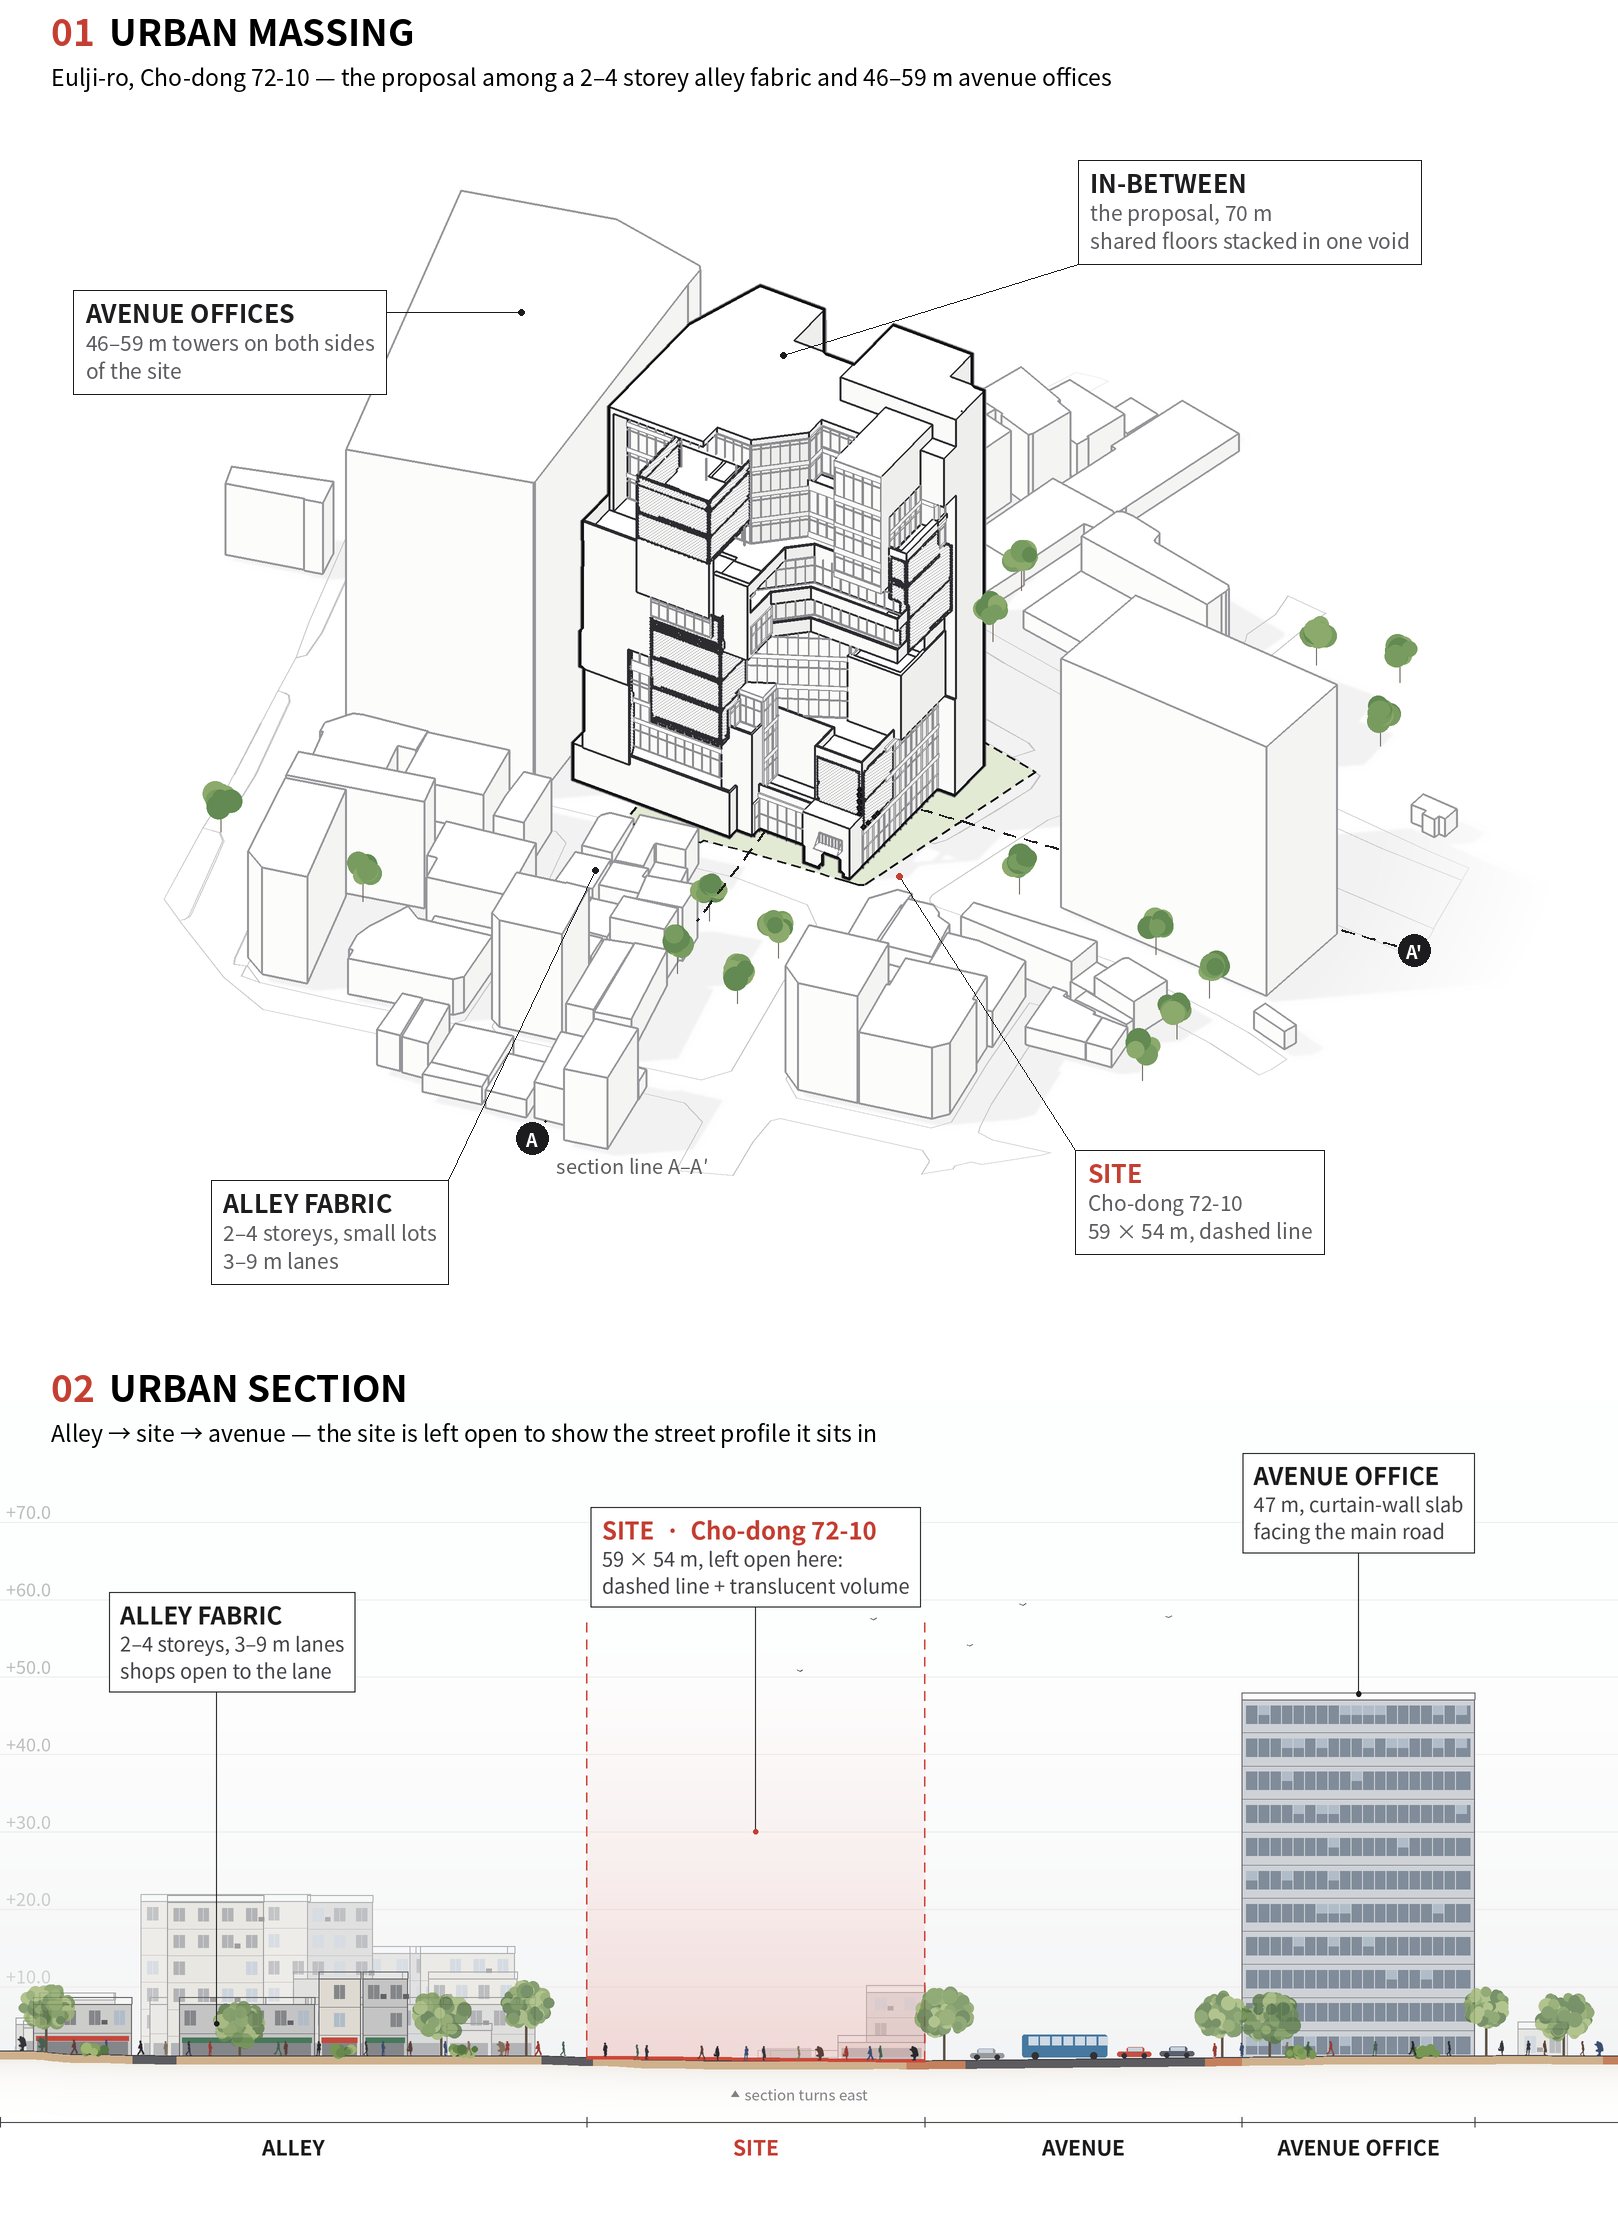 01 URBAN MASSING
Eulji-ro, Cho-dong 72-10 — the proposal among a 2–4 storey alley fabric and 46–59 m avenue offices
IN-BETWEEN
the proposal, 70 m
shared floors stacked in one void
AVENUE OFFICES
46–59 m towers on both sides
of the site
A'
A
section line A–A'
ALLEY FABRIC
2–4 storeys, small lots
3–9 m lanes
SITE
Cho-dong 72-10
59 × 54 m, dashed line
02 URBAN SECTION
Alley → site → avenue — the site is left open to show the street profile it sits in
AVENUE OFFICE
47 m, curtain-wall slab
facing the main road
SITE · Cho-dong 72-10
59 × 54 m, left open here:
dashed line + translucent volume
ALLEY FABRIC
2–4 storeys, 3–9 m lanes
shops open to the lane
+70.0
+60.0
+50.0
+40.0
+30.0
+20.0
+10.0
▲ section turns east
ALLEY
SITE
AVENUE
AVENUE OFFICE